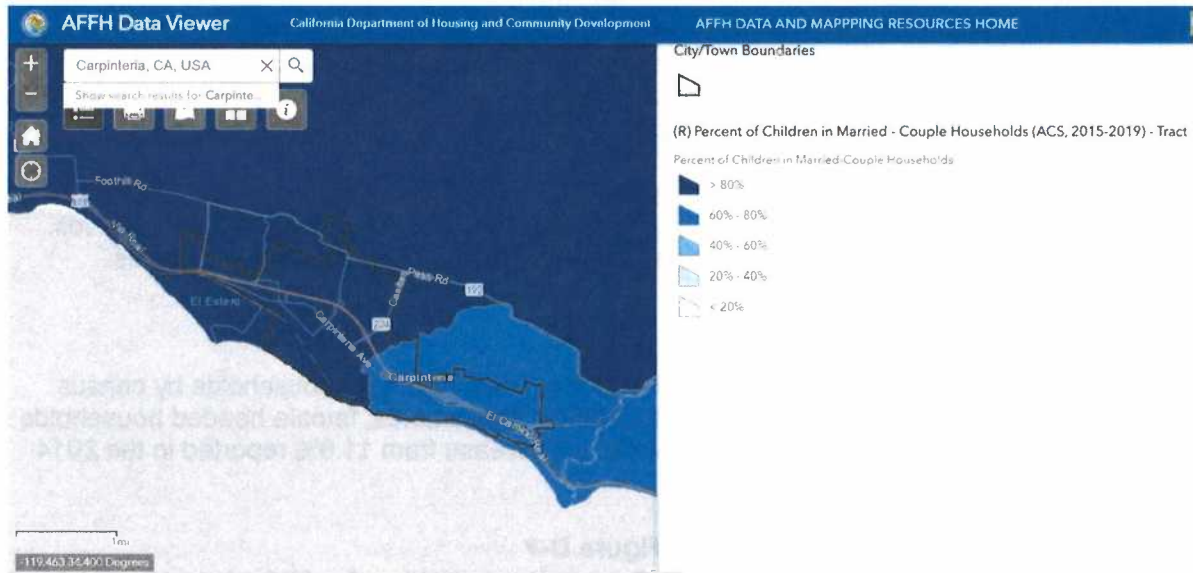 AFFH Data Viewer
California Department of Housing and Community Development
AFFH DATA AND MAPPPING RESOURCES HOME
Carpinteria, CA, USA
Show search results for Carpinte...
City/Town Boundaries
(R) Percent of Children in Married - Couple Households (ACS, 2015-2019) - Tract
Percent of Children in Married-Couple Households
> 80%
60% - 80%
40% - 60%
20% - 40%
< 20%
Foothill Rd
101
Via Real
El Estero
Casitas
Pass Rd
192
224
Carpinteria Ave
Carpinteria
El Camino Real
1mi
-119.463 34.400 Degrees